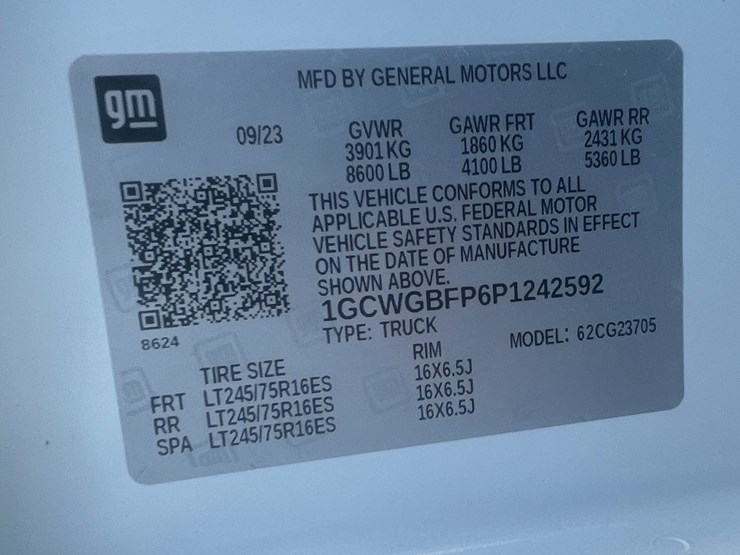 gm
MFD BY GENERAL MOTORS LLC
09/23 GVWR GAWR FRT GAWR RR
3901 KG 1860 KG 2431 KG
8600 LB 4100 LB 5360 LB
THIS VEHICLE CONFORMS TO ALL
APPLICABLE U.S. FEDERAL MOTOR
VEHICLE SAFETY STANDARDS IN EFFECT
ON THE DATE OF MANUFACTURE
SHOWN ABOVE.
1GCWGBFP6P1242592
8624
TYPE: TRUCK MODEL: 62CG23705
TIRE SIZE RIM
FRT LT245/75R16ES 16X6.5J
RR LT245/75R16ES 16X6.5J
SPA LT245/75R16ES 16X6.5J